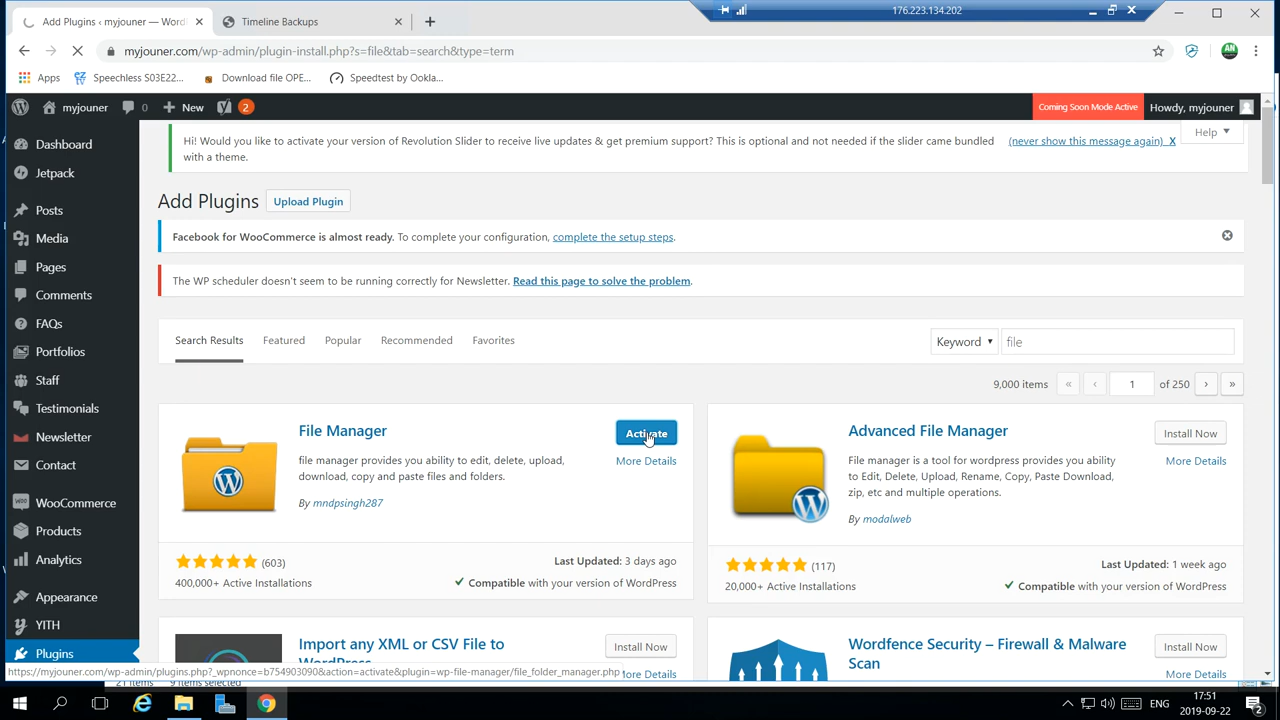 Add Plugins ‹ myjouner — Wor
Timeline Backups
176.223.134.202
myjouner.com/wp-admin/plugin-install.php?s=file&tab=search&type=term
AN
Apps
Speechless S03E22...
Download file OPE...
Speedtest by Ookla...
myjouner
0
New
2
Coming Soon Mode Active
Howdy, myjouner
Dashboard
Jetpack
Posts
Media
Pages
Comments
FAQs
Portfolios
Staff
Testimonials
Newsletter
Contact
WooCommerce
Products
Analytics
Appearance
YITH
Plugins
Help
Hi! Would you like to activate your version of Revolution Slider to receive live updates & get premium support? This is optional and not needed if the slider came bundled
with a theme.
(never show this message again) X
Add Plugins
Upload Plugin
Facebook for WooCommerce is almost ready. To complete your configuration, complete the setup steps.
The WP scheduler doesn't seem to be running correctly for Newsletter. Read this page to solve the problem.
Search Results
Featured
Popular
Recommended
Favorites
Keyword
file
9,000 items
«
‹
1
of 250
›
»
File Manager
Activate
More Details
file manager provides you ability to edit, delete, upload,
download, copy and paste files and folders.
By mndpsingh287
(603)
400,000+ Active Installations
Last Updated: 3 days ago
Compatible with your version of WordPress
Advanced File Manager
Install Now
More Details
File manager is a tool for wordpress provides you ability
to Edit, Delete, Upload, Rename, Copy, Paste Download,
zip, etc and multiple operations.
By modalweb
(117)
20,000+ Active Installations
Last Updated: 1 week ago
Compatible with your version of WordPress
Import any XML or CSV File to
WordPress
Install Now
More Details
Wordfence Security – Firewall & Malware
Scan
Install Now
More Details
https://myjouner.com/wp-admin/plugins.php?_wpnonce=b754903090&action=activate&plugin=wp-file-manager/file_folder_manager.php
21 items
9 items selected
ENG
17:51
2019-09-22
2